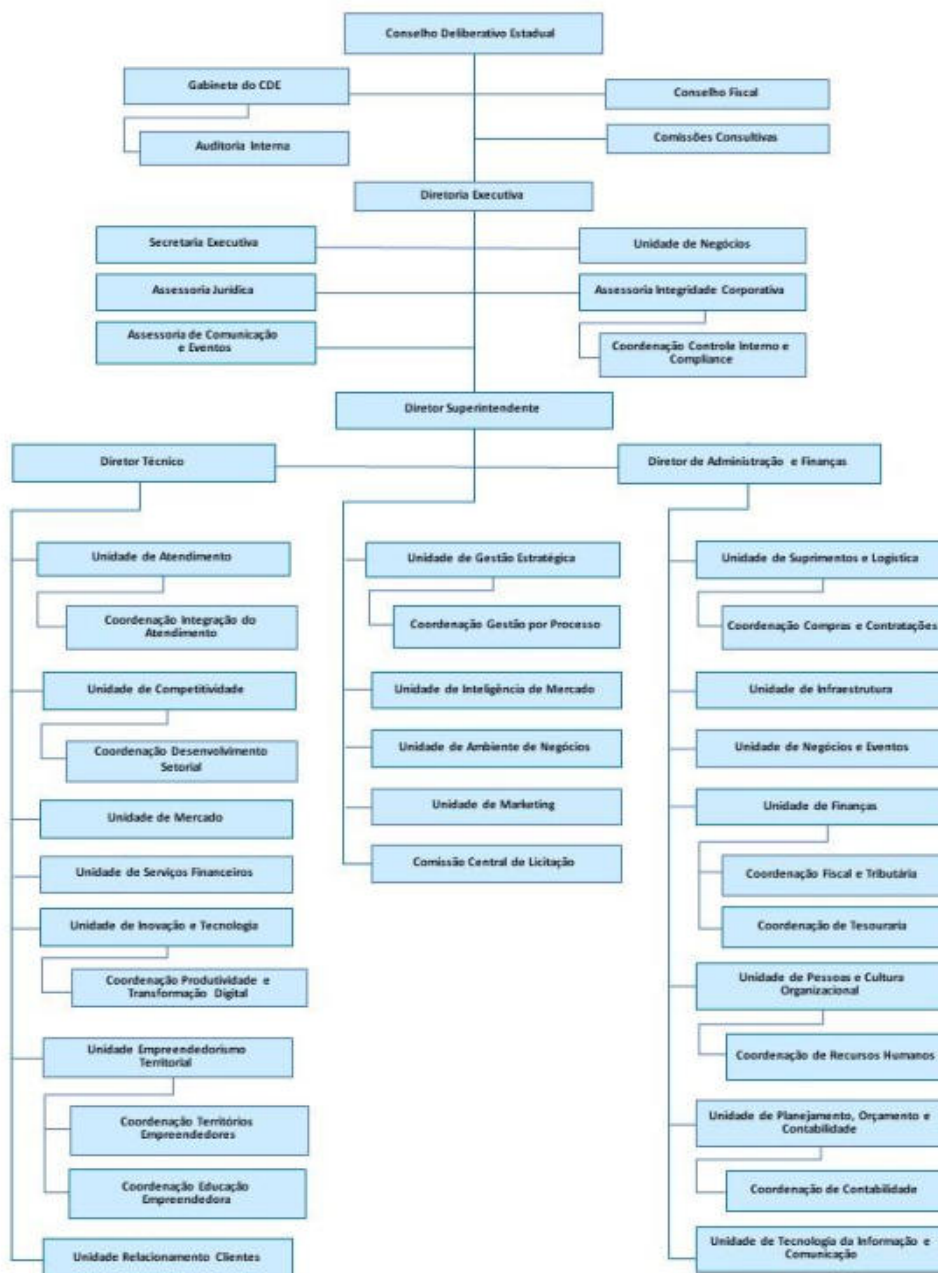 Conselho Deliberativo Estadual
Gabinete do CDE
Conselho Fiscal
Auditoria Interna
Comissões Consultivas
Diretoria Executiva
Secretaria Executiva
Unidade de Negócios
Assessoria Jurídica
Assessoria Integridade Corporativa
Assessoria de Comunicação
e Eventos
Coordenação Controle Interno e
Compliance
Diretor Superintendente
Diretor Técnico
Diretor de Administração e Finanças
Unidade de Atendimento
Coordenação Integração do
Atendimento
Unidade de Competitividade
Coordenação Desenvolvimento
Setorial
Unidade de Mercado
Unidade de Serviços Financeiros
Unidade de Inovação e Tecnologia
Coordenação Produtividade e
Transformação Digital
Unidade Empreendedorismo
Territorial
Coordenação Territórios
Empreendedores
Coordenação Educação
Empreendedora
Unidade Relacionamento Clientes
Unidade de Gestão Estratégica
Coordenação Gestão por Processo
Unidade de Inteligência de Mercado
Unidade de Ambiente de Negócios
Unidade de Marketing
Comissão Central de Licitação
Unidade de Suprimentos e Logística
Coordenação Compras e Contratações
Unidade de Infraestrutura
Unidade de Negócios e Eventos
Unidade de Finanças
Coordenação Fiscal e Tributária
Coordenação de Tesouraria
Unidade de Pessoas e Cultura
Organizacional
Coordenação de Recursos Humanos
Unidade de Planejamento, Orçamento e
Contabilidade
Coordenação de Contabilidade
Unidade de Tecnologia da Informação e
Comunicação